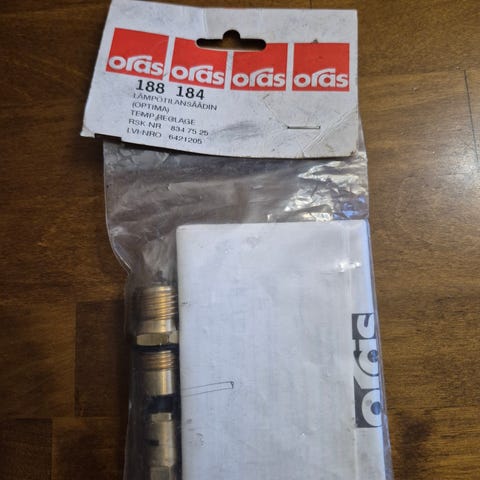 oras oras oras oras
188 184
LÄMPÖTILANSÄÄDIN
(OPTIMA)
TEMP.REGLAGE
RSK-NR 834 75 25
LVI-NRO 6421205
oras